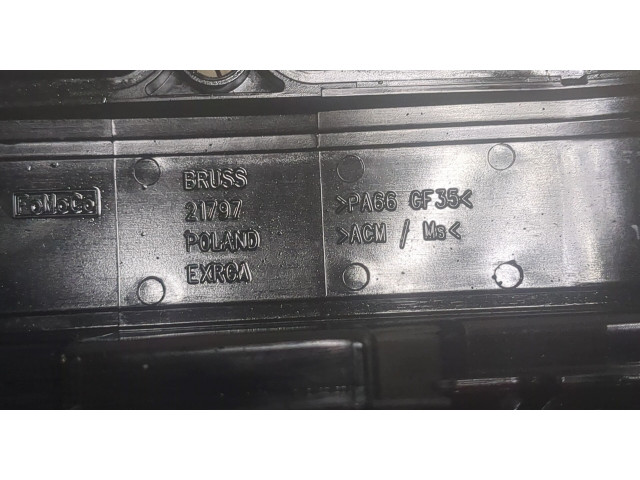 FoMoCo
BRUSS
21/97
POLAND
EXRGA
>PA66 GF35<
>ACM / Ms<